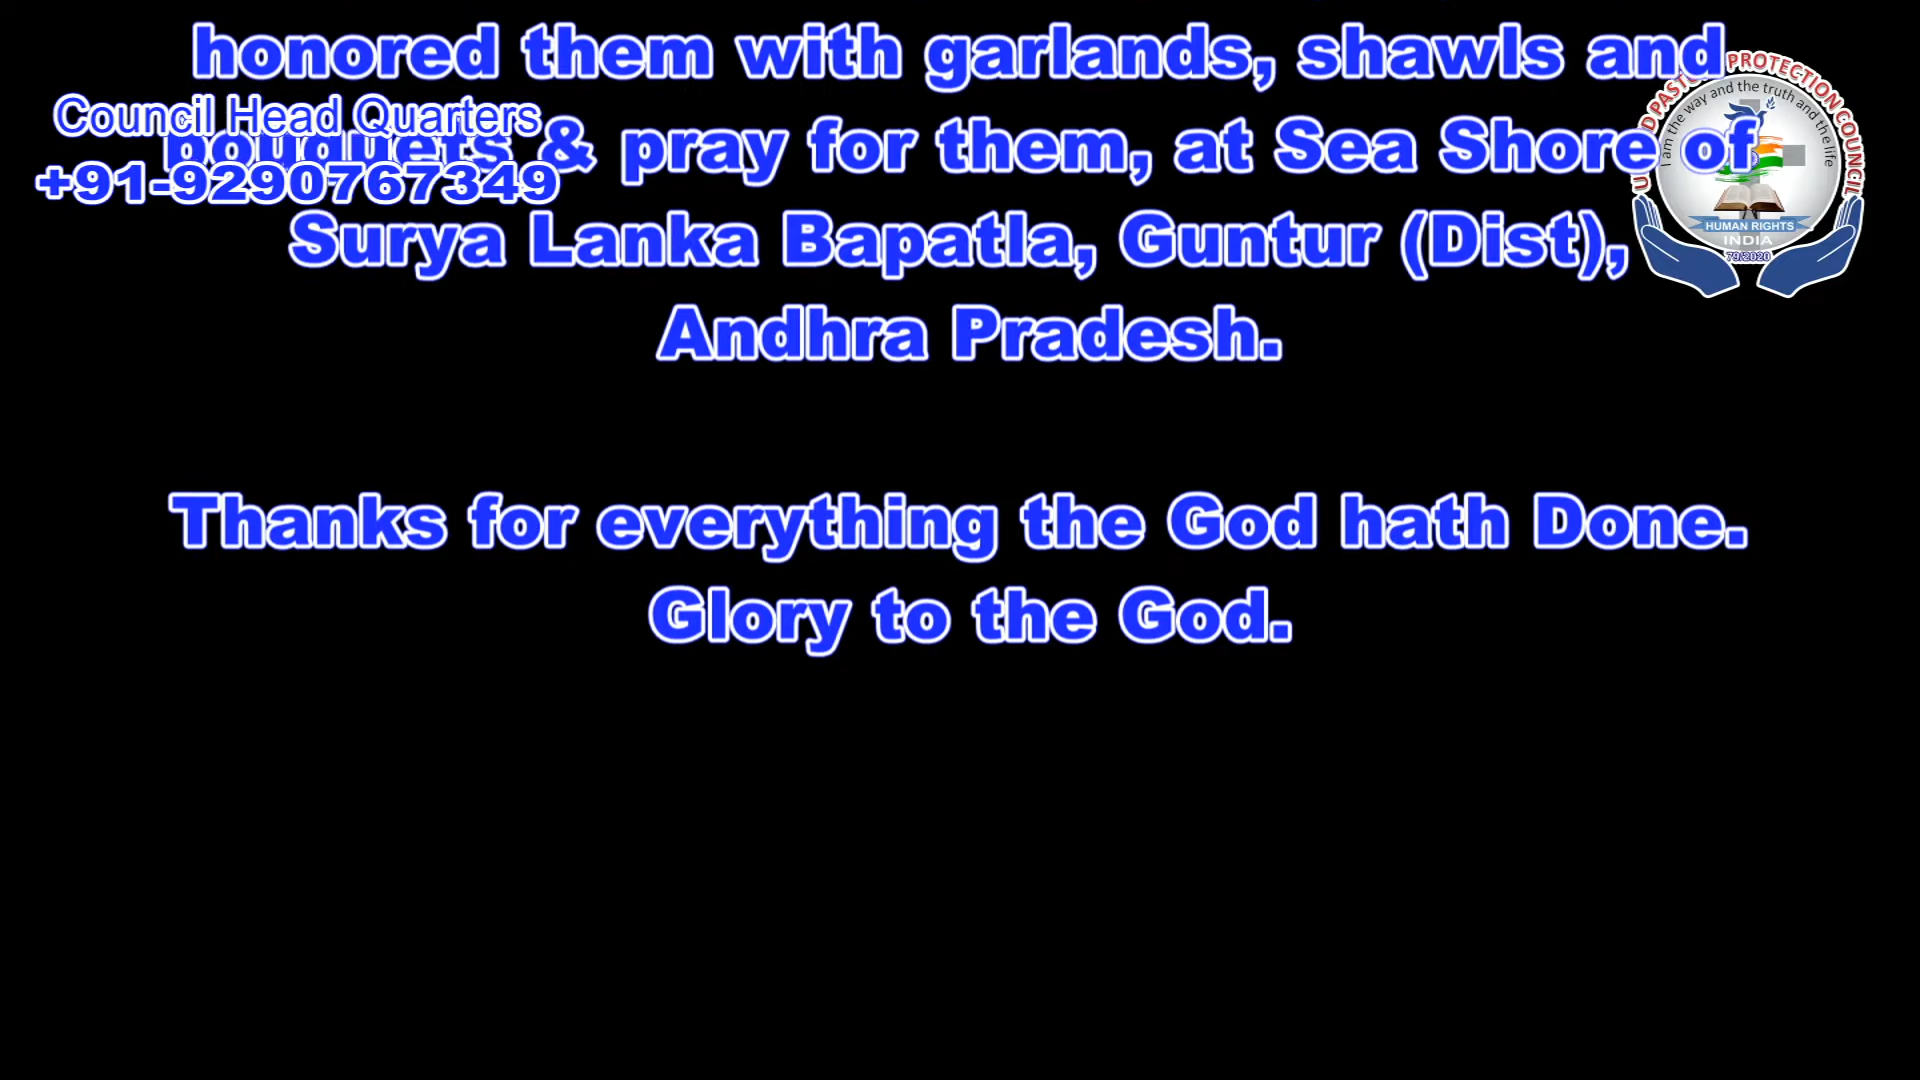 honored them with garlands, shawls and
Council Head Quarters
bouquets & pray for them, at Sea Shore of
+91-9290767349
Surya Lanka Bapatla, Guntur (Dist),
Andhra Pradesh.
Thanks for everything the God hath Done.
Glory to the God.
PROTECTION COUNCIL
I am the way and the truth and the life
HUMAN RIGHTS
INDIA
79/2020